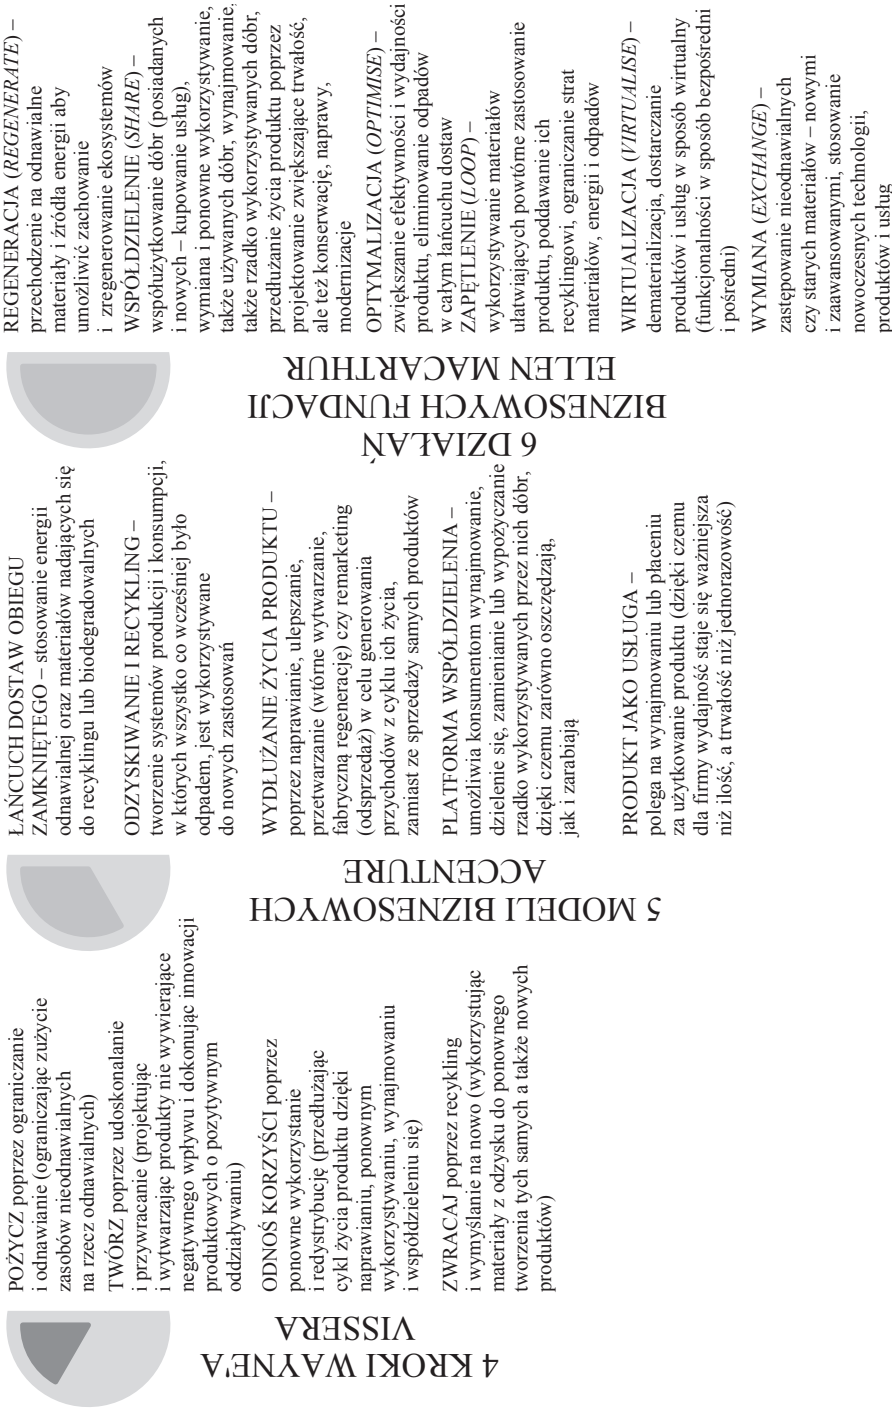 4 KROKI WAYNE'A
VISSERA
POŻYCZ poprzez ograniczanie
i odnawianie (ograniczając zużycie
zasobów nieodnawialnych
na rzecz odnawialnych)
TWÓRZ poprzez udoskonalanie
i przywracanie (projektując
i wytwarzając produkty nie wywierające
negatywnego wpływu i dokonując innowacji
produktowych o pozytywnym
oddziaływaniu)
ODNOŚ KORZYŚCI poprzez
ponowne wykorzystanie
i redystrybucję (przedłużając
cykl życia produktu dzięki
naprawianiu, ponownym
wykorzystywaniu, wynajmowaniu
i współdzieleniu się)
ZWRACAJ poprzez recykling
i wymyślanie na nowo (wykorzystując
materiały z odzysku do ponownego
tworzenia tych samych a także nowych
produktów)
5 MODELI BIZNESOWYCH
ACCENTURE
ŁAŃCUCH DOSTAW OBIEGU
ZAMKNIĘTEGO – stosowanie energii
odnawialnej oraz materiałów nadających się
do recyklingu lub biodegradowalnych
ODZYSKIWANIE I RECYKLING –
tworzenie systemów produkcji i konsumpcji,
w których wszystko co wcześniej było
odpadem, jest wykorzystywane
do nowych zastosowań
WYDŁUŻANIE ŻYCIA PRODUKTU –
poprzez naprawianie, ulepszanie,
przetwarzanie (wtórne wytwarzanie,
fabryczną regenerację) czy remarketing
(odsprzedaż) w celu generowania
przychodów z cyklu ich życia,
zamiast ze sprzedaży samych produktów
PLATFORMA WSPÓŁDZIELENIA –
umożliwia konsumentom wynajmowanie,
dzielenie się, zamienianie lub wypożyczanie
rzadko wykorzystywanych przez nich dóbr,
dzięki czemu zarówno oszczędzają,
jak i zarabiają
PRODUKT JAKO USŁUGA –
polega na wynajmowaniu lub płaceniu
za użytkowanie produktu (dzięki czemu
dla firmy wydajność staje się ważniejsza
niż ilość, a trwałość niż jednorazowość)
6 DZIAŁAŃ
BIZNESOWYCH FUNDACJI
ELLEN MACARTHUR
REGENERACJA (REGENERATE) –
przechodzenie na odnawialne
materiały i źródła energii aby
umożliwić zachowanie
i zregenerowanie ekosystemów
WSPÓŁDZIELENIE (SHARE) –
współużytkowanie dóbr (posiadanych
i nowych – kupowanie usług),
wymiana i ponowne wykorzystywanie,
także używanych dóbr, wynajmowanie,
także rzadko wykorzystywanych dóbr,
przedłużanie życia produktu poprzez
projektowanie zwiększające trwałość,
ale też konserwację, naprawy,
modernizacje
OPTYMALIZACJA (OPTIMISE) –
zwiększanie efektywności i wydajności
produktu, eliminowanie odpadów
w całym łańcuchu dostaw
ZAPĘTLENIE (LOOP) –
wykorzystywanie materiałów
ułatwiających powtórne zastosowanie
produktu, poddawanie ich
recyklingowi, ograniczanie strat
materiałów, energii i odpadów
WIRTUALIZACJA (VIRTUALISE) –
dematerializacja, dostarczanie
produktów i usług w sposób wirtualny
(funkcjonalności w sposób bezpośredni
i pośredni)
WYMIANA (EXCHANGE) –
zastępowanie nieodnawialnych
czy starych materiałów – nowymi
i zaawansowanymi, stosowanie
nowoczesnych technologii,
produktów i usług